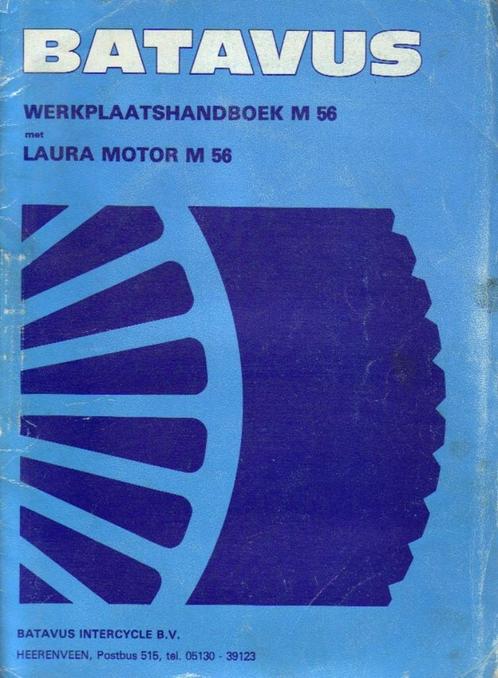 BATAVUS
WERKPLAATSHANDBOEK M 56
met
LAURA MOTOR M 56
BATAVUS INTERCYCLE B.V.
HEERENVEEN, Postbus 515, tel. 05130 - 39123